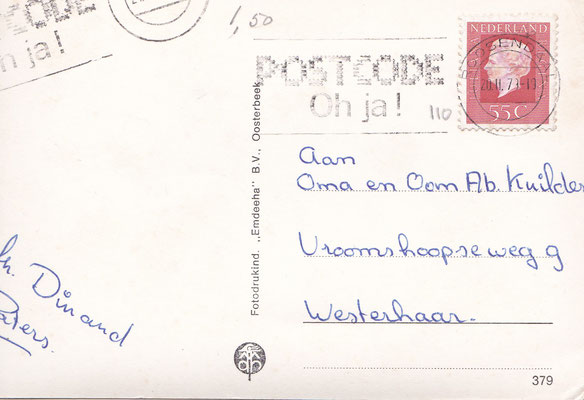 ODE
n ja!
1,50
POSTCODE
Oh ja!
110
NEDERLAND
55C
Aan
Oma en Oom Ab. Kuilder
Vroomshoopseweg 9
Westerhaar.
Dinand
Fotodrukind. „Emdeeha" B.V., Oosterbeek
379